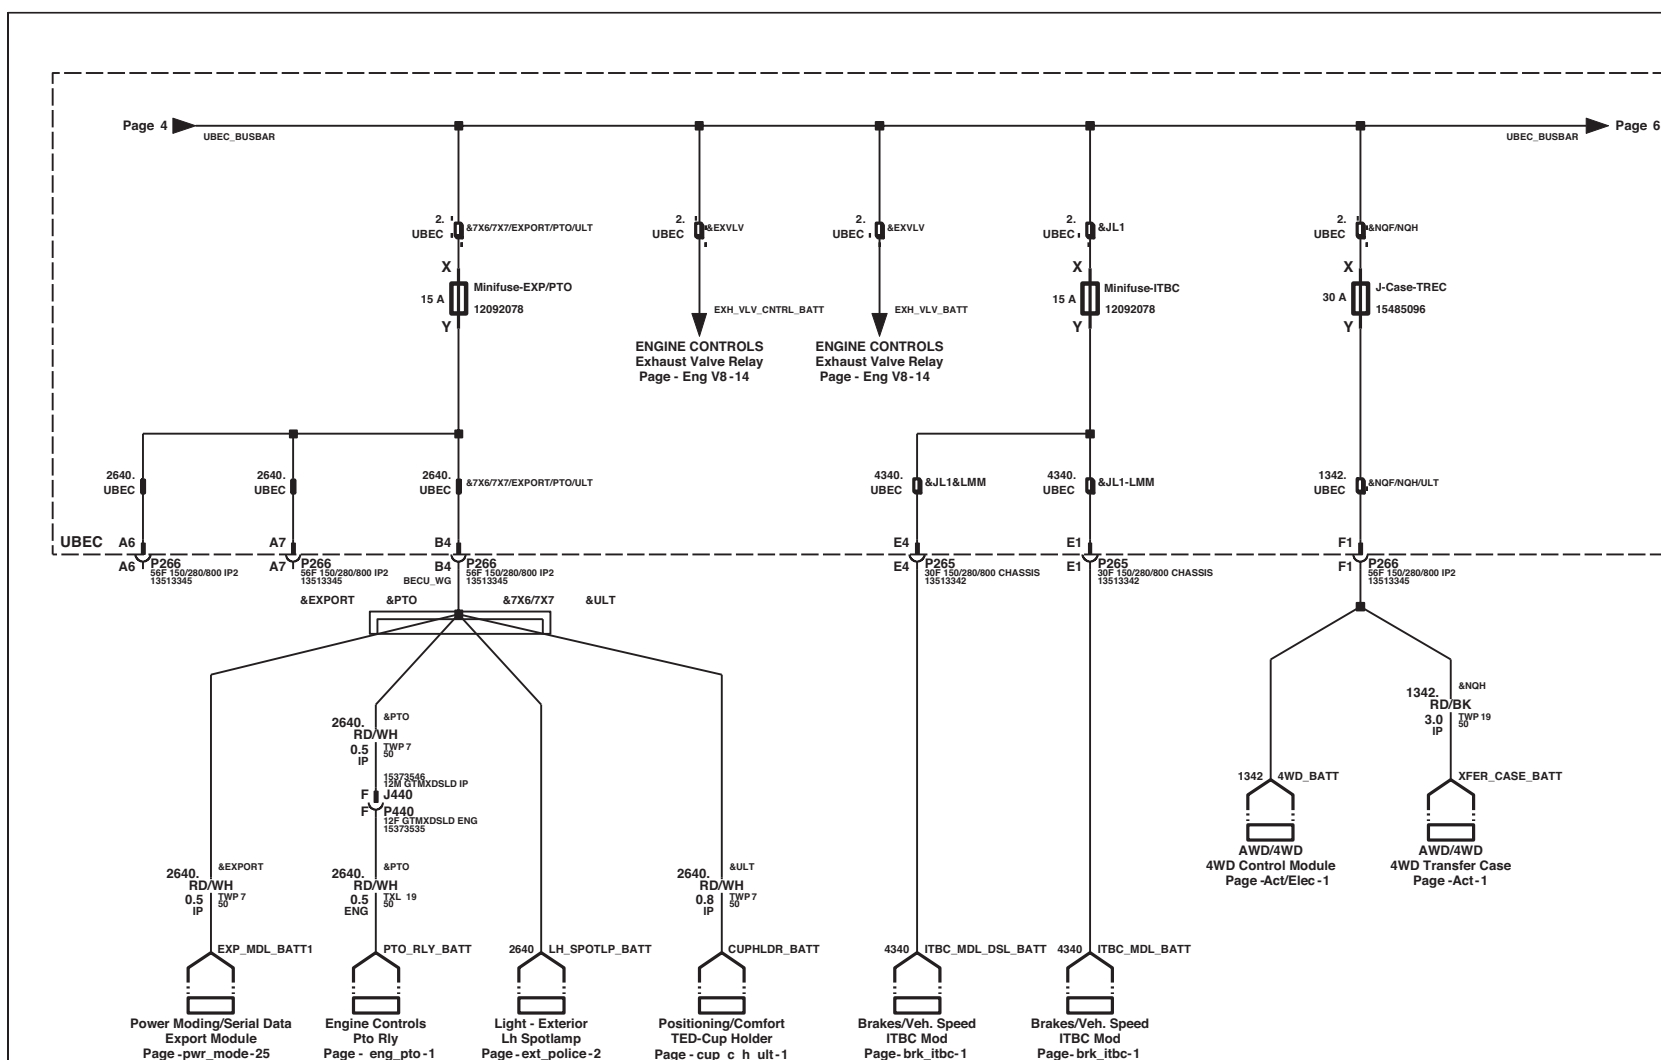 Page 4
UBEC_BUSBAR
UBEC_BUSBAR
Page 6
2.
UBEC
&7X6/7X7/EXPORT/PTO/ULT
2.
UBEC
&EXVLV
2.
UBEC
&EXVLV
2.
UBEC
&JL1
2.
UBEC
&NQF/NQH
X
Minifuse-EXP/PTO
15 A
12092078
Y
EXH_VLV_CNTRL_BATT
ENGINE CONTROLS
Exhaust Valve Relay
Page - Eng V8-14
EXH_VLV_BATT
ENGINE CONTROLS
Exhaust Valve Relay
Page - Eng V8-14
X
Minifuse-ITBC
15 A
12092078
Y
X
J-Case-TREC
30 A
15485096
Y
2640.
UBEC
2640.
UBEC
2640.
UBEC
&7X6/7X7/EXPORT/PTO/ULT
4340.
UBEC
&JL1&LMM
4340.
UBEC
&JL1-LMM
1342.
UBEC
&NQF/NQH/ULT
UBEC
A6
A6
P266
56F 150/280/800 IP2
13513345
A7
A7
P266
56F 150/280/800 IP2
13513345
B4
B4
BECU_WG
P266
56F 150/280/800 IP2
13513345
E4
E4
P265
30F 150/280/800 CHASSIS
13513342
E1
E1
P265
30F 150/280/800 CHASSIS
13513342
F1
F1
P266
56F 150/280/800 IP2
13513345
&EXPORT
&PTO
&7X6/7X7
&ULT
2640.
&PTO
RD/WH
0.5
TWP 7
50
IP
15373546
12M GTMXDSLD IP
F
J440
F
P440
12F GTMXDSLD ENG
15373535
1342.
&NQH
RD/BK
3.0
TWP 19
50
IP
1342
4WD_BATT
XFER_CASE_BATT
AWD/4WD
4WD Control Module
Page -Act/Elec-1
AWD/4WD
4WD Transfer Case
Page -Act-1
2640.
&EXPORT
RD/WH
0.5
TWP 7
50
IP
2640.
&PTO
RD/WH
0.5
TXL 19
50
ENG
2640.
&ULT
RD/WH
0.8
TWP 7
50
IP
EXP_MDL_BATT1
PTO_RLY_BATT
2640
LH_SPOTLP_BATT
CUPHLDR_BATT
4340
ITBC_MDL_DSL_BATT
4340
ITBC_MDL_BATT
Power Moding/Serial Data
Export Module
Page -pwr_mode-25
Engine Controls
Pto Rly
Page - eng_pto-1
Light - Exterior
Lh Spotlamp
Page-ext_police-2
Positioning/Comfort
TED-Cup Holder
Page -cup_c_h_ult-1
Brakes/Veh. Speed
ITBC Mod
Page- brk_itbc-1
Brakes/Veh. Speed
ITBC Mod
Page- brk_itbc-1